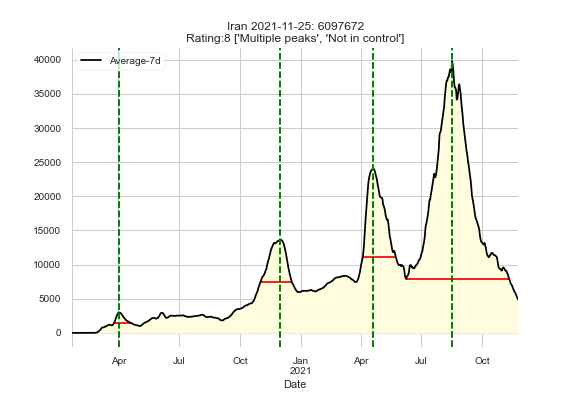 Iran 2021-11-25: 6097672
Rating:8 ['Multiple peaks', 'Not in control']
Average-7d
40000
35000
30000
25000
20000
15000
10000
5000
0
Apr Jul Oct Jan Apr Jul Oct
2021
Date